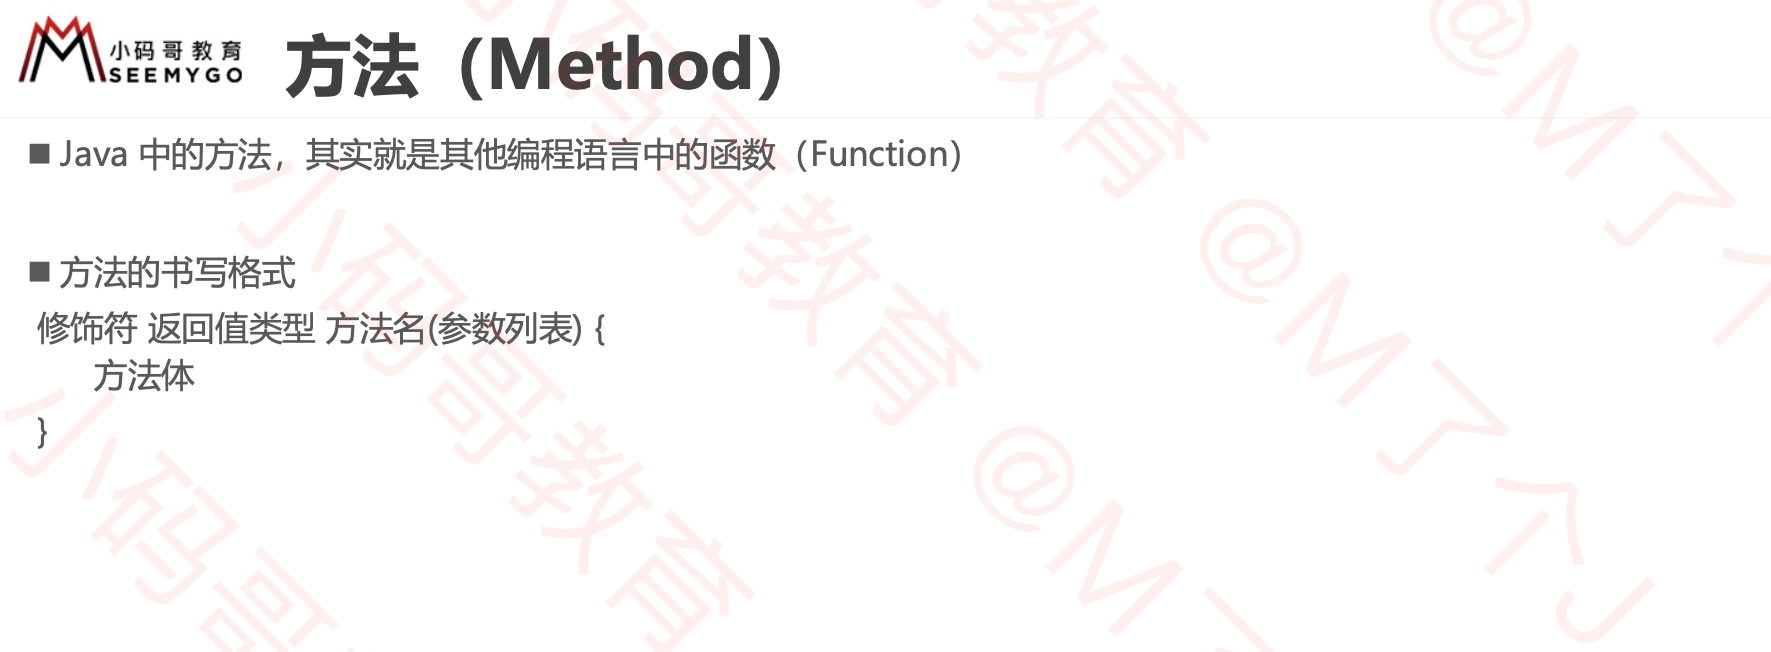 小码哥教育
SEEMYGO
方法（Method）
■ Java 中的方法，其实就是其他编程语言中的函数（Function）
■ 方法的书写格式
修饰符 返回值类型 方法名(参数列表) {
方法体
}
小码哥教育 @M了个J